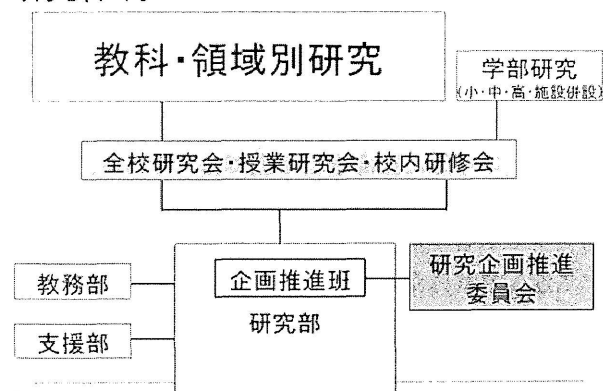 教科・領域別研究
学部研究
(小・中・高・施設併設)
全校研究会・授業研究会・校内研修会
教務部
企画推進班
研究企画推進
委員会
研究部
支援部